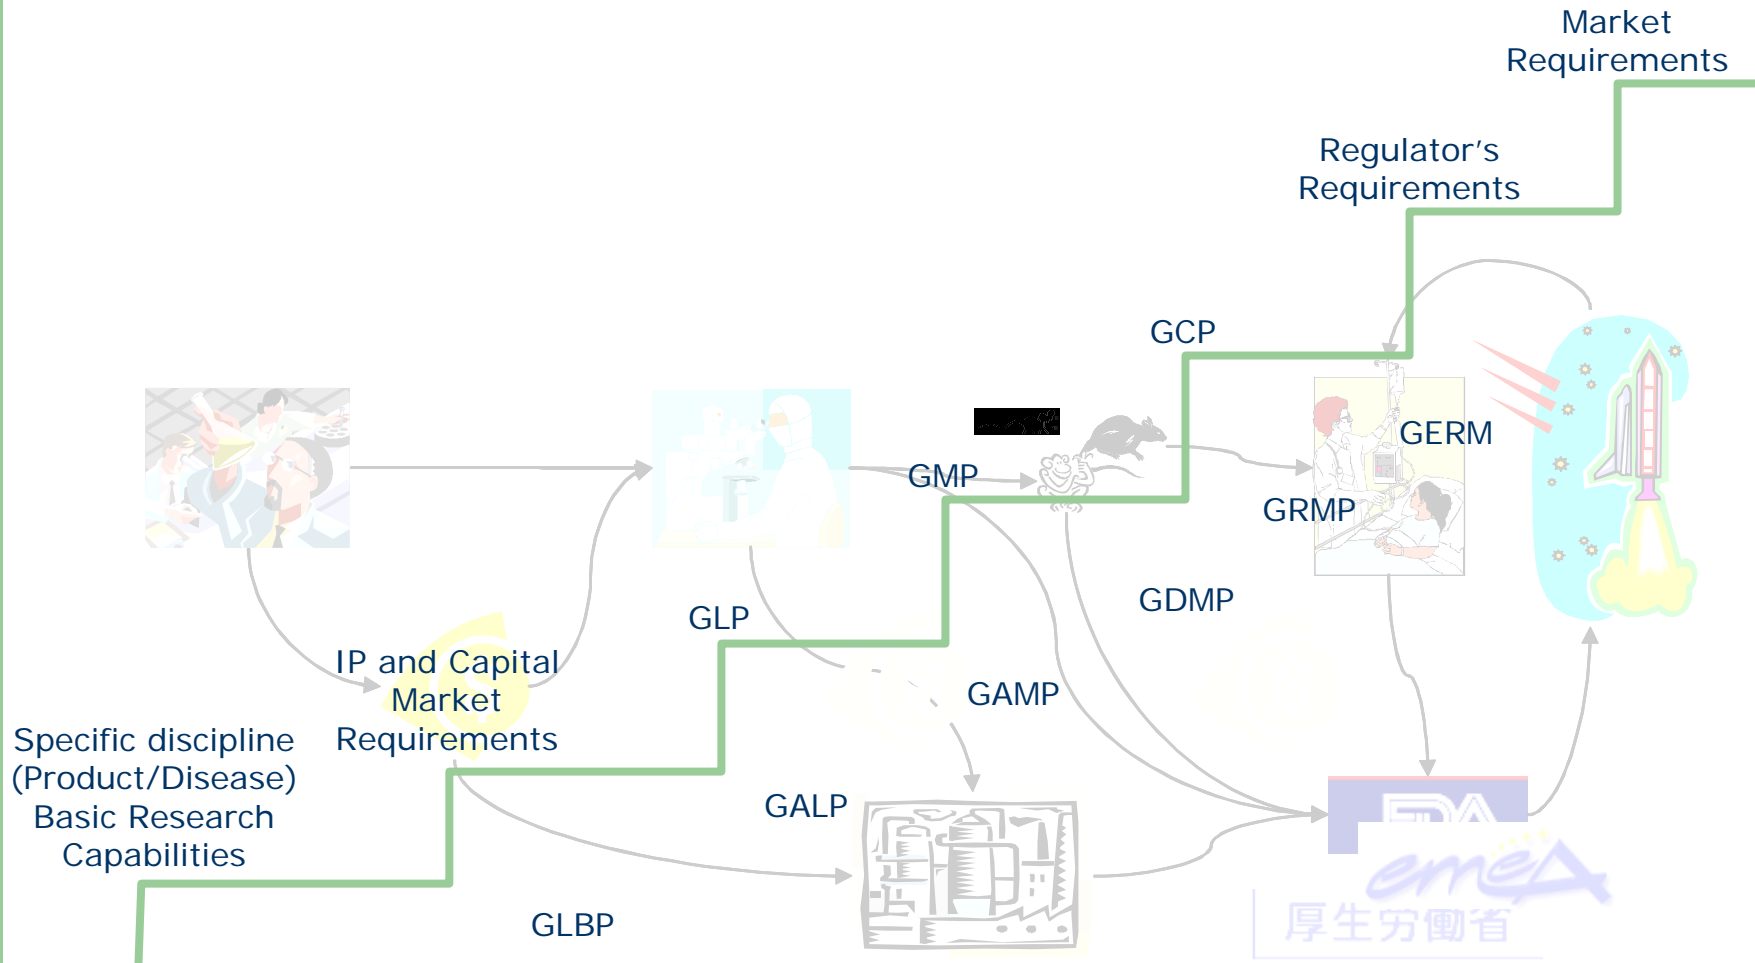 Market
Requirements
Regulator's
Requirements
GCP
GERM
GMP
GRMP
GDMP
GLP
IP and Capital
Market
Requirements
GAMP
Specific discipline
(Product/Disease)
Basic Research
Capabilities
GALP
FDA
emeA
厚生労働省
GLBP